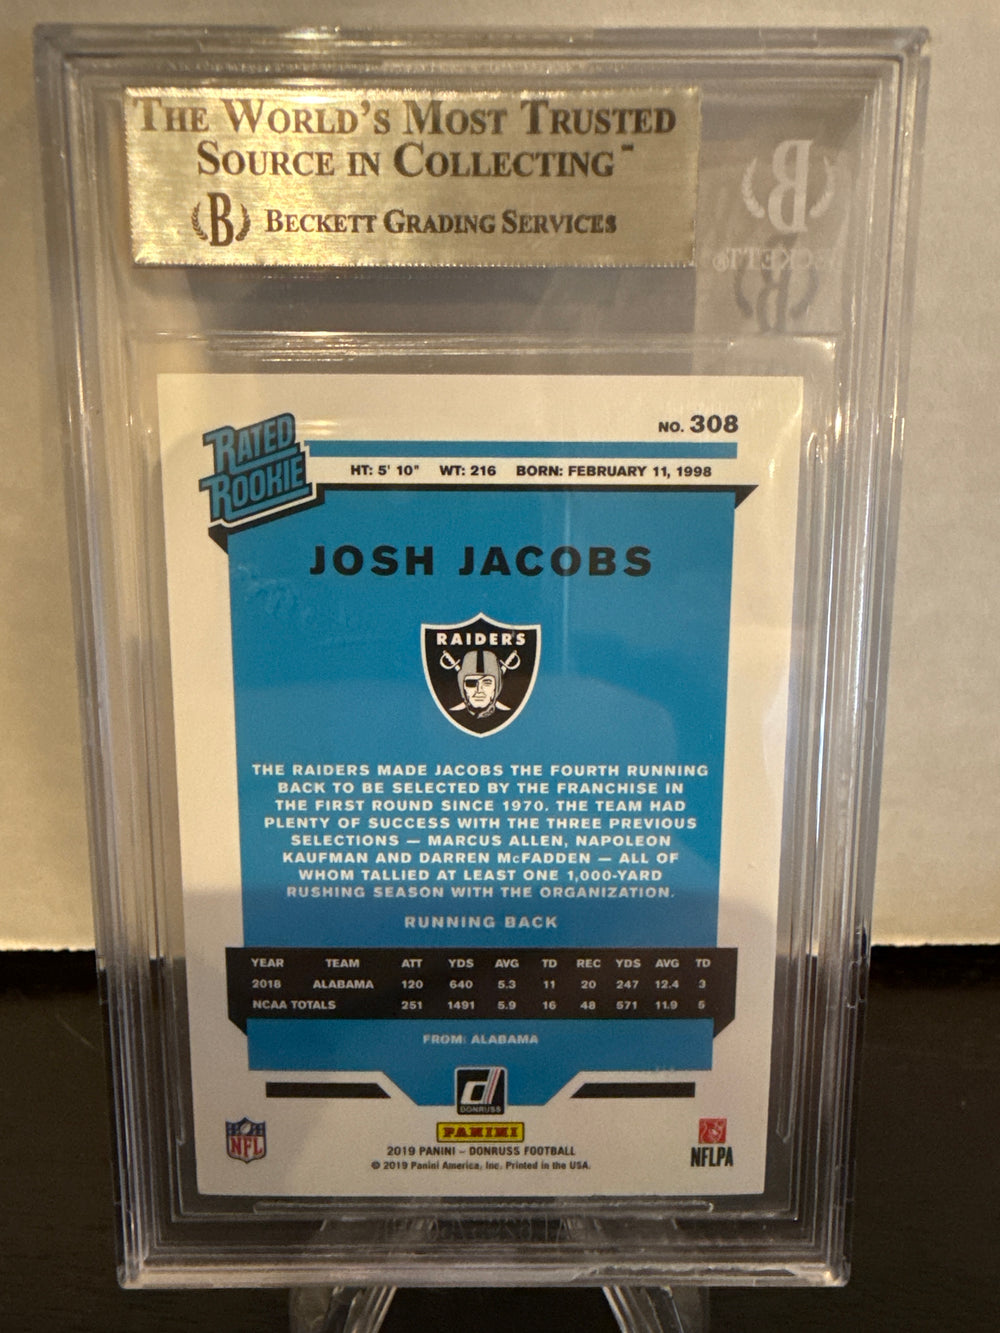 THE WORLD'S MOST TRUSTED
SOURCE IN COLLECTING™
B BECKETT GRADING SERVICES
B
RATED
ROOKIE
NO. 308
HT: 5' 10" WT: 216 BORN: FEBRUARY 11, 1998
JOSH JACOBS
RAIDERS
THE RAIDERS MADE JACOBS THE FOURTH RUNNING
BACK TO BE SELECTED BY THE FRANCHISE IN
THE FIRST ROUND SINCE 1970. THE TEAM HAD
PLENTY OF SUCCESS WITH THE THREE PREVIOUS
SELECTIONS — MARCUS ALLEN, NAPOLEON
KAUFMAN AND DARREN McFADDEN — ALL OF
WHOM TALLIED AT LEAST ONE 1,000-YARD
RUSHING SEASON WITH THE ORGANIZATION.
RUNNING BACK
YEAR TEAM ATT YDS AVG TD REC YDS AVG TD
2018 ALABAMA 120 640 5.3 11 20 247 12.4 3
NCAA TOTALS 251 1491 5.9 16 48 571 11.9 5
FROM: ALABAMA
d
DONRUSS
PANINI
NFL
2019 PANINI – DONRUSS FOOTBALL
© 2019 Panini America, Inc. Printed in the USA.
NFLPA